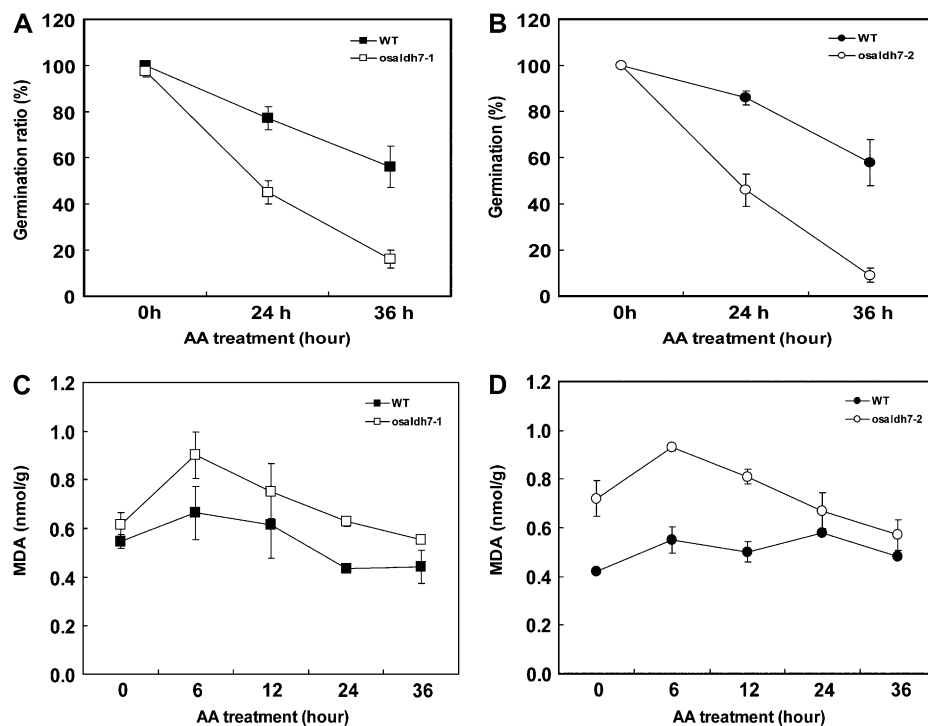 A
120
100
80
60
40
20
0
Germination ratio (%)
WT
osaldh7-1
0h 24 h 36 h
AA treatment (hour)
B
120
100
80
60
40
20
0
Germination (%)
WT
osaldh7-2
0h 24 h 36 h
AA treatment (hour)
C
1.2
1.0
0.8
0.6
0.4
0.2
0.0
MDA (nmol/g)
WT
osaldh7-1
0 6 12 24 36
AA treatment (hour)
D
1.2
1.0
0.8
0.6
0.4
0.2
0.0
MDA (nmol/g)
WT
osaldh7-2
0 6 12 24 36
AA treatment (hour)